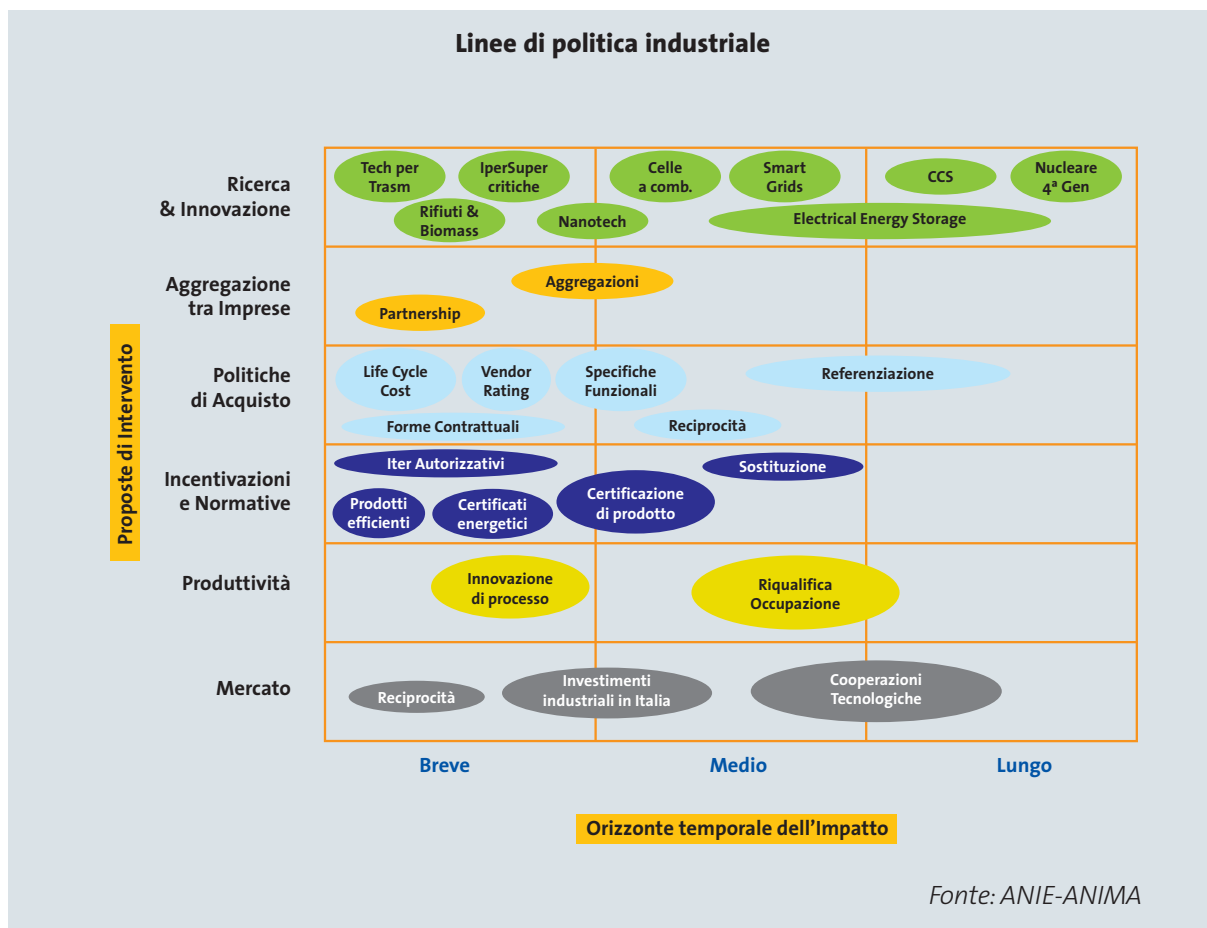 Linee di politica industriale
Proposte di Intervento
Ricerca
& Innovazione
Tech per
Trasm
IperSuper
critiche
Celle
a comb.
Smart
Grids
CCS
Nucleare
4ª Gen
Rifiuti &
Biomass
Nanotech
Electrical Energy Storage
Aggregazione
tra Imprese
Aggregazioni
Partnership
Politiche
di Acquisto
Life Cycle
Cost
Vendor
Rating
Specifiche
Funzionali
Referenziazione
Forme Contrattuali
Reciprocità
Incentivazioni
e Normative
Iter Autorizzativi
Sostituzione
Prodotti
efficienti
Certificati
energetici
Certificazione
di prodotto
Produttività
Innovazione
di processo
Riqualifica
Occupazione
Mercato
Reciprocità
Investimenti
industriali in Italia
Cooperazioni
Tecnologiche
Breve
Medio
Lungo
Orizzonte temporale dell'Impatto
Fonte: ANIE-ANIMA